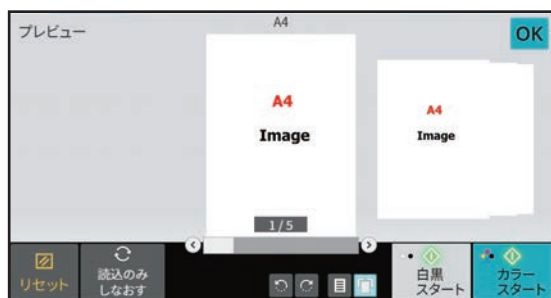 プレビュー
A4
OK
A4
Image
A4
Image
1/5
リセット
読込のみ
しなおす
白黒
スタート
カラー
スタート